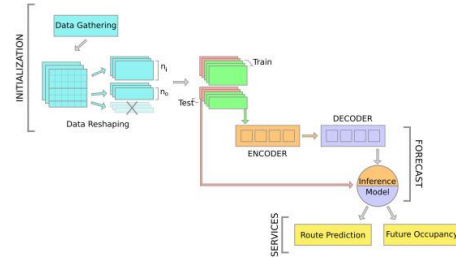 INITIALIZATION
Data Gathering
n_i
n_o
Data Reshaping
Train
Test
ENCODER
DECODER
FORECAST
Inference
Model
SERVICES
Route Prediction
Future Occupancy